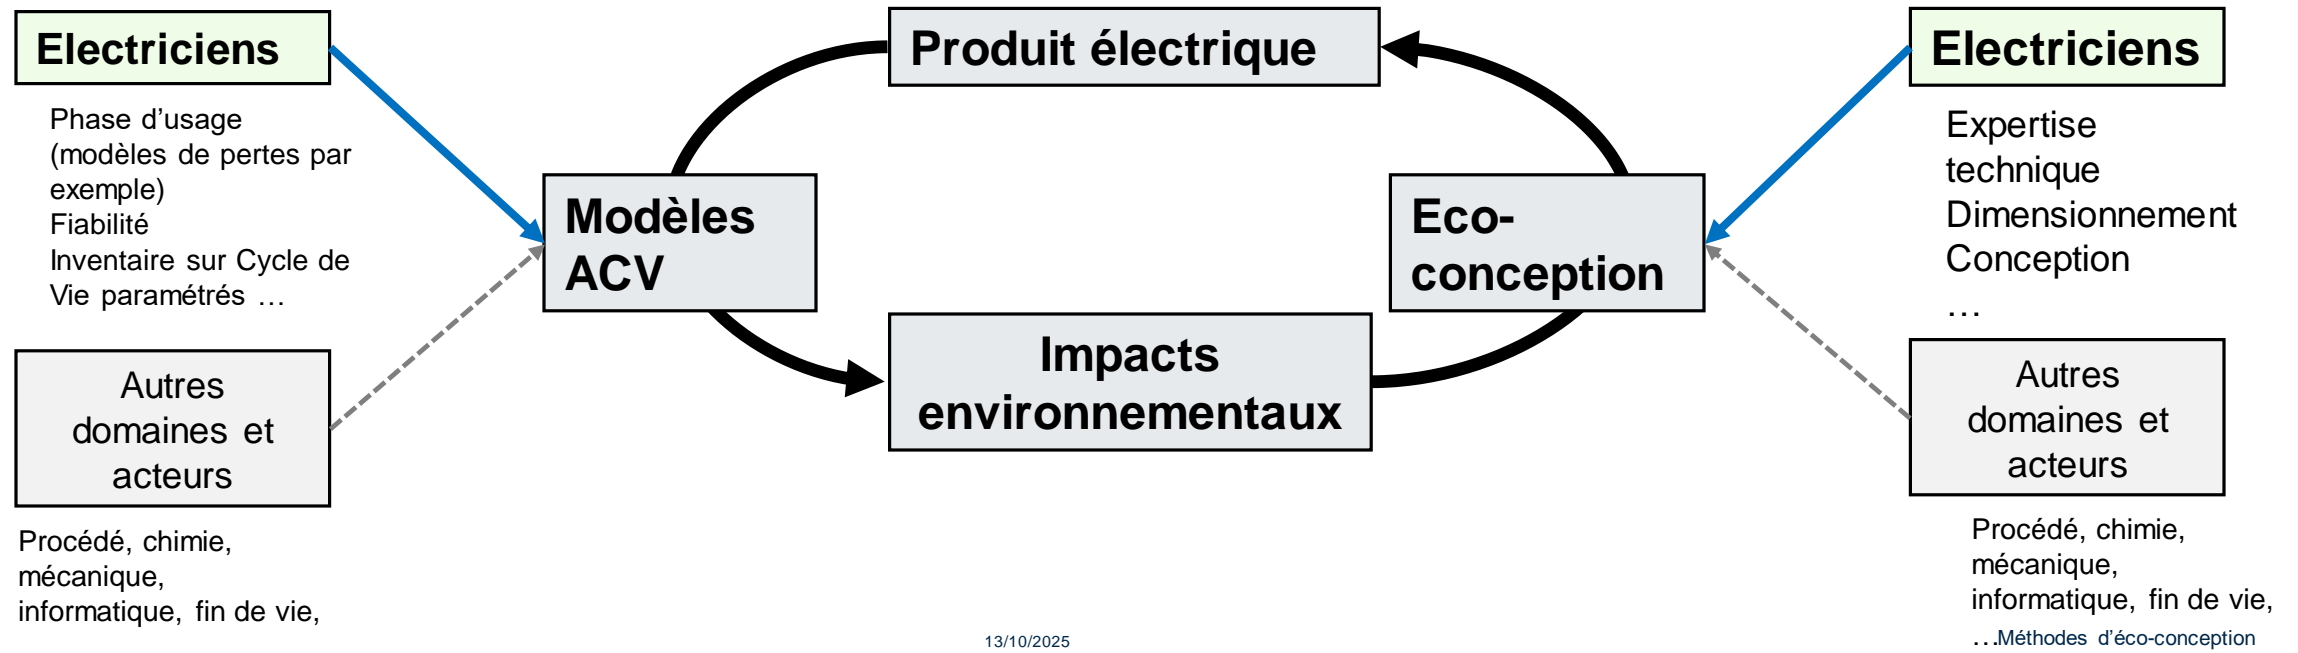 Electriciens
Phase d’usage
(modèles de pertes par
exemple)
Fiabilité
Inventaire sur Cycle de
Vie paramétrés …
Autres
domaines et
acteurs
Procédé, chimie,
mécanique,
informatique, fin de vie,
Produit électrique
Modèles
ACV
Eco-
conception
Impacts
environnementaux
Electriciens
Expertise
technique
Dimensionnement
Conception
…
Autres
domaines et
acteurs
Procédé, chimie,
mécanique,
informatique, fin de vie,
…
13/10/2025
Méthodes d’éco-conception